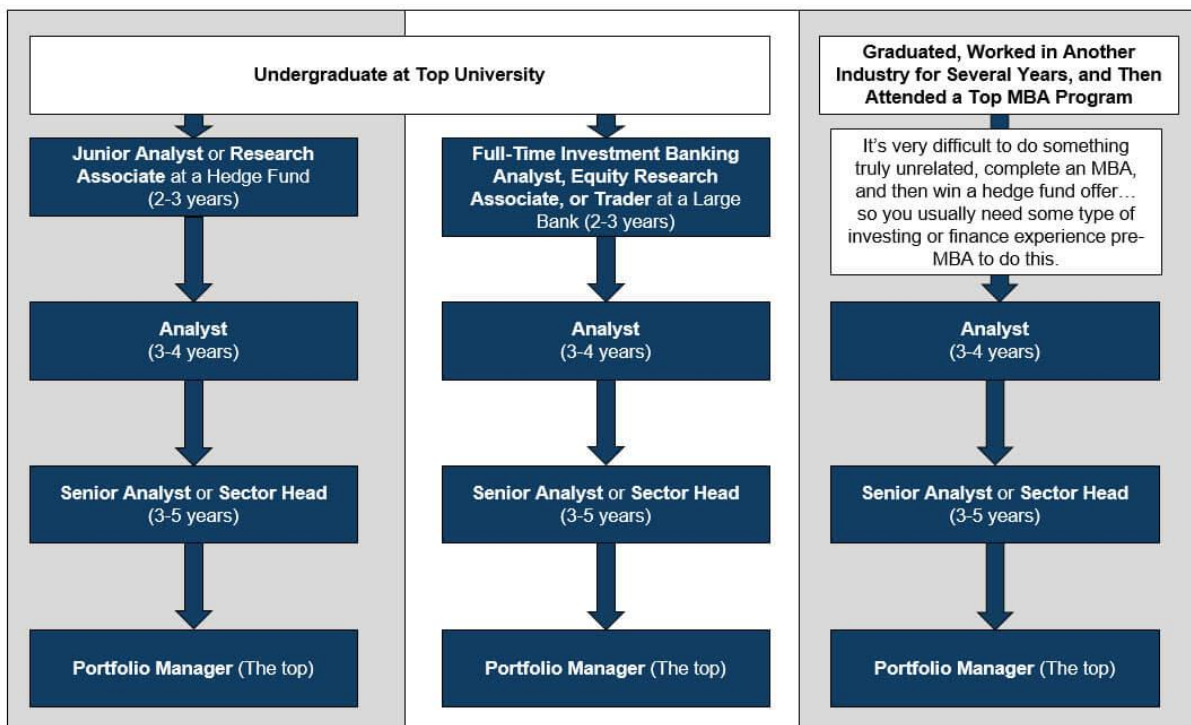 Undergraduate at Top University
Graduated, Worked in Another
Industry for Several Years, and Then
Attended a Top MBA Program
Junior Analyst or Research
Associate at a Hedge Fund
(2-3 years)
Full-Time Investment Banking
Analyst, Equity Research
Associate, or Trader at a Large
Bank (2-3 years)
It's very difficult to do something
truly unrelated, complete an MBA,
and then win a hedge fund offer…
so you usually need some type of
investing or finance experience pre-
MBA to do this.
Analyst
(3-4 years)
Analyst
(3-4 years)
Analyst
(3-4 years)
Senior Analyst or Sector Head
(3-5 years)
Senior Analyst or Sector Head
(3-5 years)
Senior Analyst or Sector Head
(3-5 years)
Portfolio Manager (The top)
Portfolio Manager (The top)
Portfolio Manager (The top)